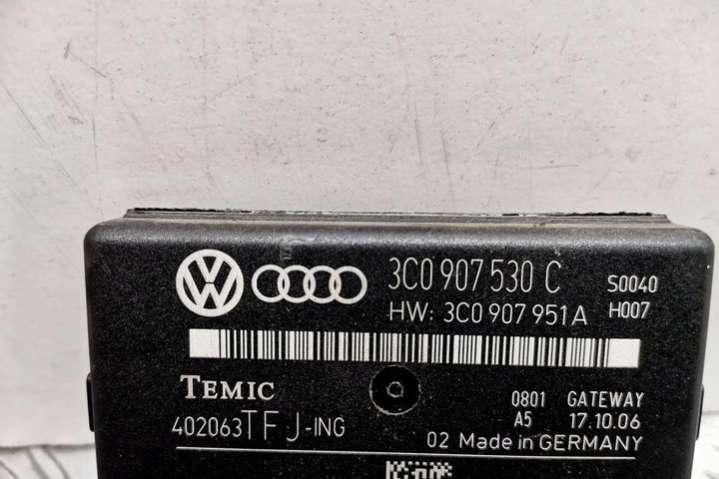 3C0 907 530 C S0040
HW: 3C0 907 951A H007
TEMIC 0801 GATEWAY
402063TFJ-ING A5 17.10.06
02 Made in GERMANY